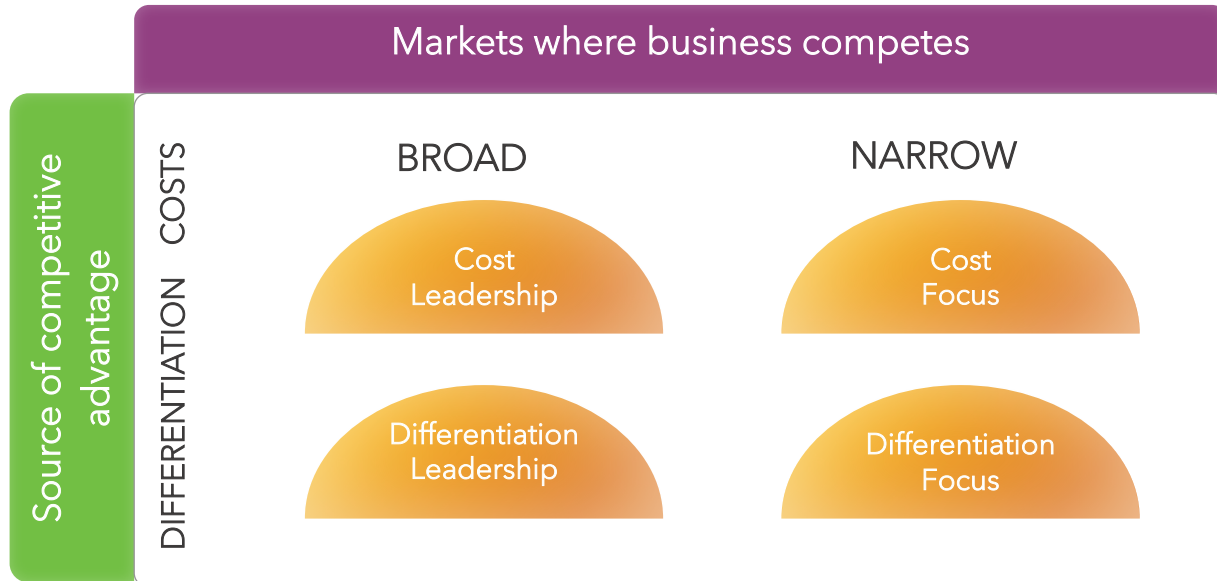 Markets where business competes
Source of competitive
advantage
COSTS
DIFFERENTIATION
BROAD
NARROW
Cost
Leadership
Cost
Focus
Differentiation
Leadership
Differentiation
Focus